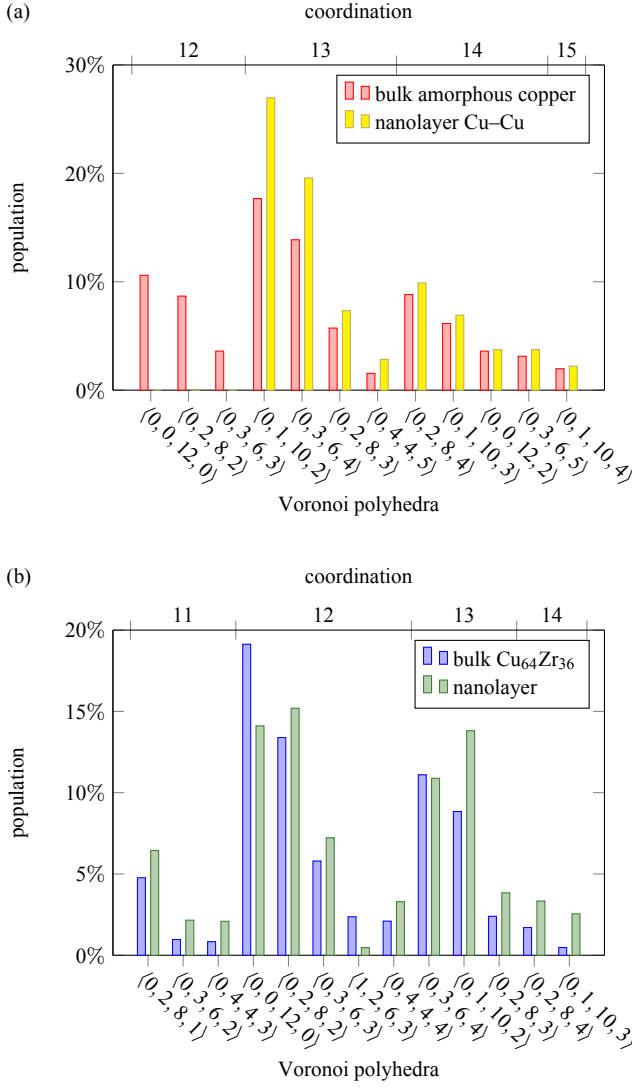 (a)
coordination
12 13 14 15
30%
20%
10%
0%
population
bulk amorphous copper
nanolayer Cu–Cu
⟨0, 0, 12, 0⟩
⟨0, 2, 8, 2⟩
⟨0, 3, 6, 3⟩
⟨0, 1, 10, 2⟩
⟨0, 3, 6, 4⟩
⟨0, 2, 8, 3⟩
⟨0, 4, 4, 5⟩
⟨0, 2, 8, 4⟩
⟨0, 1, 10, 3⟩
⟨0, 0, 12, 2⟩
⟨0, 3, 6, 5⟩
⟨0, 1, 10, 4⟩
Voronoi polyhedra
(b)
coordination
11 12 13 14
20%
15%
10%
5%
0%
population
bulk Cu₆₄Zr₃₆
nanolayer
⟨0, 2, 8, 1⟩
⟨0, 3, 6, 2⟩
⟨0, 4, 4, 3⟩
⟨0, 0, 12, 0⟩
⟨0, 2, 8, 2⟩
⟨0, 3, 6, 3⟩
⟨1, 2, 6, 3⟩
⟨0, 4, 4, 4⟩
⟨0, 3, 6, 4⟩
⟨0, 1, 10, 2⟩
⟨0, 2, 8, 3⟩
⟨0, 2, 8, 4⟩
⟨0, 1, 10, 3⟩
Voronoi polyhedra